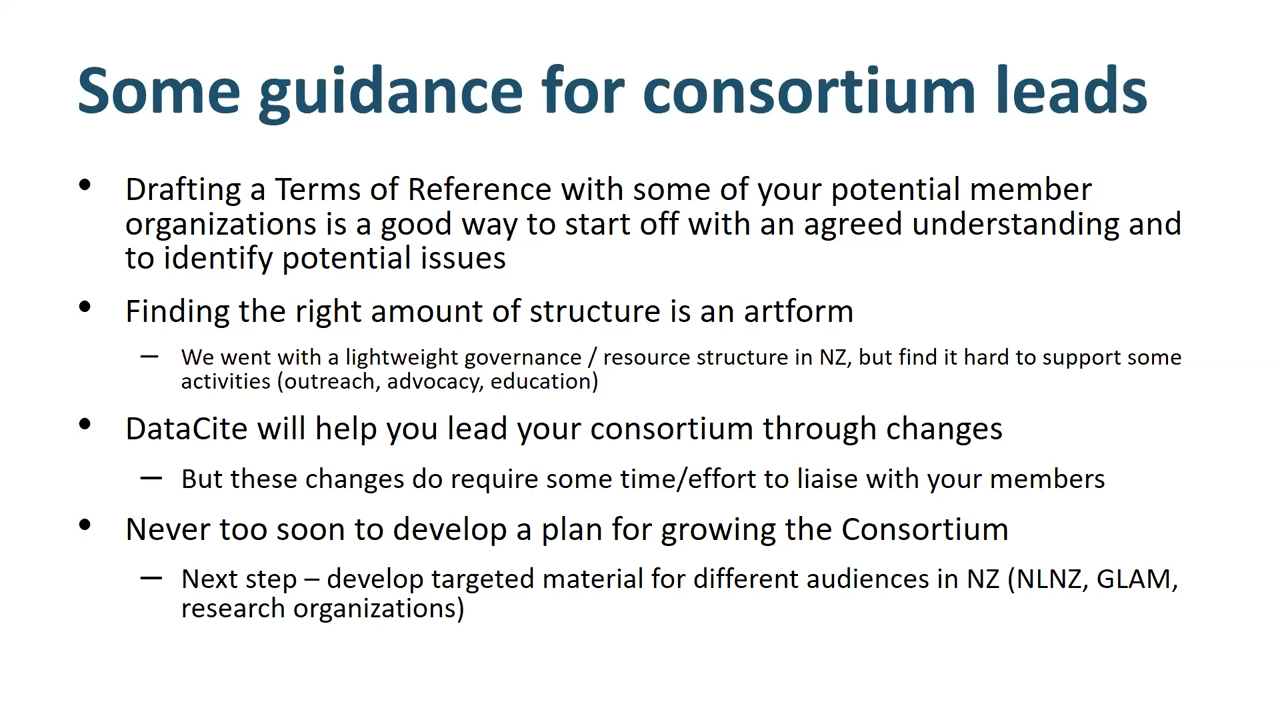 Some guidance for consortium leads
• Drafting a Terms of Reference with some of your potential member
organizations is a good way to start off with an agreed understanding and
to identify potential issues
• Finding the right amount of structure is an artform
– We went with a lightweight governance / resource structure in NZ, but find it hard to support some
activities (outreach, advocacy, education)
• DataCite will help you lead your consortium through changes
– But these changes do require some time/effort to liaise with your members
• Never too soon to develop a plan for growing the Consortium
– Next step – develop targeted material for different audiences in NZ (NLNZ, GLAM,
research organizations)